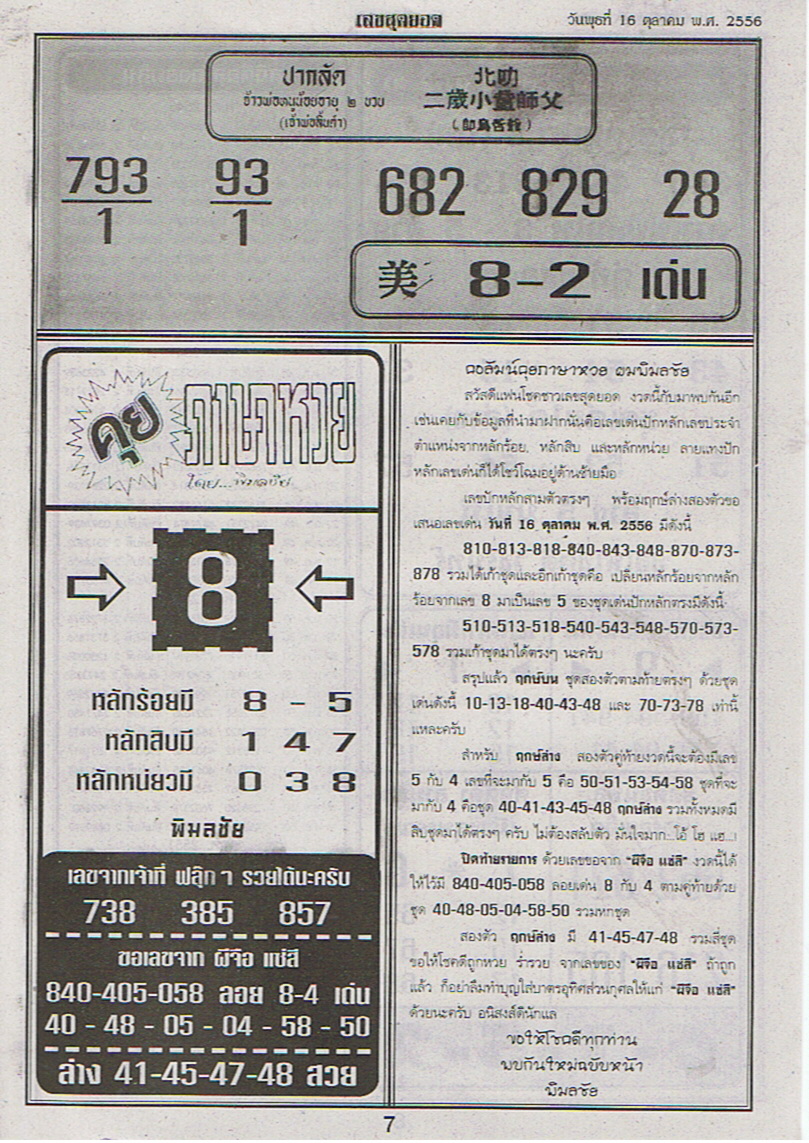 เลขสุดยอด
วันพุธที่ 16 ตุลาคม พ.ศ. 2556
ปากลัด
อ้าวพ่อหนูน้อยอายุ ๒ ขวบ
北叻
二歲小童師父
793
1
93
1
682 829 28
美 8-2 เด่น
คุย
ภาษาหวย
โดย...พิมลชัย
8
หลักร้อยมี 8 - 5
หลักสิบมี 1 4 7
หลักหน่ยวมี 0 3 8
พิมลชัย
เลขจากเจ้าที่ ฟลุ๊ก ๆ รวยได้นะครับ
738 385 857
ขอเลขจาก ผีจือ แซ่สี
840-405-058 ลอย 8-4 เด่น
40 - 48 - 05 - 04 - 58 - 50
ล่าง 41-45-47-48 สวย
คอลัมน์คุยภาษาหวย ผมพิมลชัย
สวัสดีแฟนโชคชาวเลขสุดยอด งวดนี้กับมาพบกันอีก
เช่นเคยกับข้อมูลที่นำมาฝากนั่นคือเลขเด่นปักหลักเลขประจำ
ตำแหน่งจากหลักร้อย, หลักสิบ และหลักหน่วย ลายแทงปัก
หลักเลขเด่นก็ได้โชว์โฉมอยู่ด้านซ้ายมือ
เลขปักหลักสามตัวตรงๆ พร้อมฤกษ์ล่างสองตัวขอ
เสนอเลขเด่น วันที่ 16 ตุลาคม พ.ศ. 2556 มีดังนี้
810-813-818-840-843-848-870-873-
878 รวมได้เก้าชุดและอีกเก้าชุดคือ เปลี่ยนหลักร้อยจากหลัก
ร้อยจากเลข 8 มาเป็นเลข 5 ของชุดเด่นปักหลักตรงมีดังนี้
510-513-518-540-543-548-570-573-
578 รวมเก้าชุดมาได้ตรงๆ นะครับ
สรุปแล้ว ฤกษ์บน ชุดสองตัวตามท้ายตรงๆ ด้วยชุด
เด่นดังนี้ 10-13-18-40-43-48 และ 70-73-78 เท่านี้
แหละครับ
สำหรับ ฤกษ์ล่าง สองตัวคู่ท้ายงวดนี้จะต้องมีเลข
5 กับ 4 เลขที่จะมากับ 5 คือ 50-51-53-54-58 ชุดที่จะ
มากับ 4 คือชุด 40-41-43-45-48 ฤกษ์ล่าง รวมทั้งหมดมี
สิบชุดมาได้ตรงๆ ครับ ไม่ต้องสลับตัว มั่นใจมาก...โอ้ โฮ แฮ...
ปิดท้ายรายการ ด้วยเลขขอจาก "ผีจือ แซ่สี" งวดนี้ได้
ให้ไว้มี 840-405-058 ลอยเด่น 8 กับ 4 ตามคู่ท้ายด้วย
ชุด 40-48-05-04-58-50 รวมหกชุด
สองตัว ฤกษ์ล่าง มี 41-45-47-48 รวมสี่ชุด
ขอให้โชคดีถูกหวย ร่ำรวย จากเลขของ "ผีจือ แซ่สี" ถ้าถูก
แล้ว ก็อย่าลืมทำบุญใส่บาตรอุทิศส่วนกุศลให้แก่ "ผีจือ แซ่สี"
ด้วยนะครับ อนิสงส์ดีนักแล
ขอให้โชคดีทุกท่าน
พบกันใหม่ฉบับหน้า
พิมลชัย
7